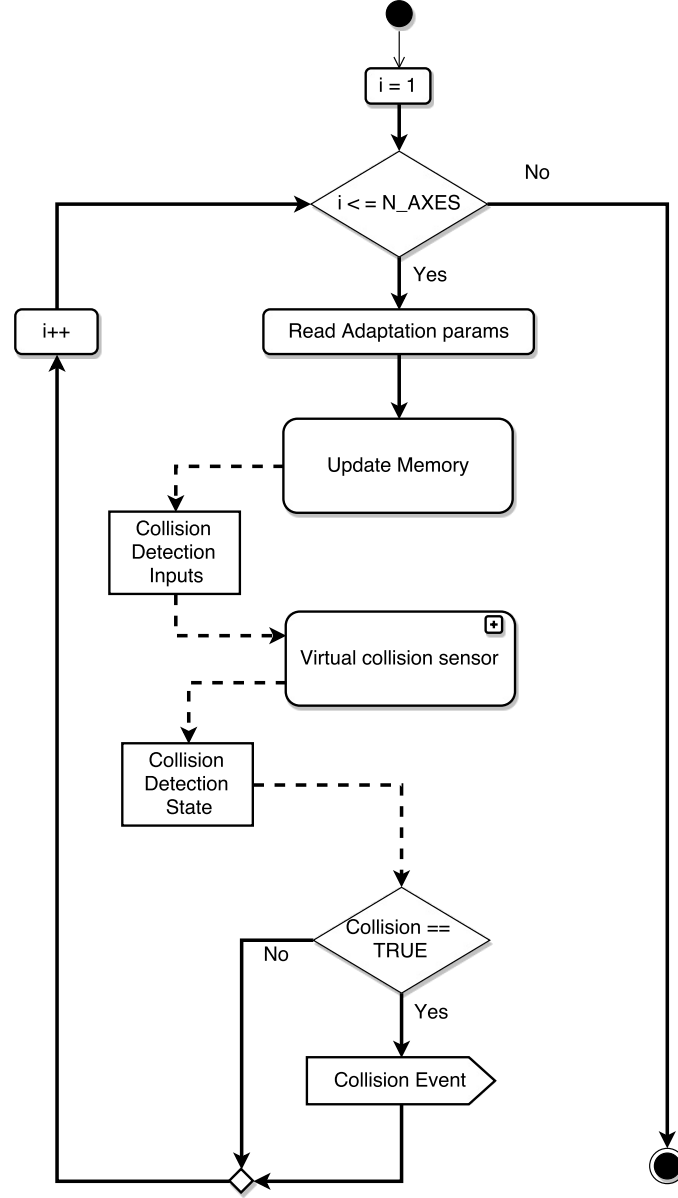 i = 1
No
i < = N_AXES
Yes
i++
Read Adaptation params
Update Memory
Collision
Detection
Inputs
Virtual collision sensor
Collision
Detection
State
Collision ==
TRUE
No
Yes
Collision Event